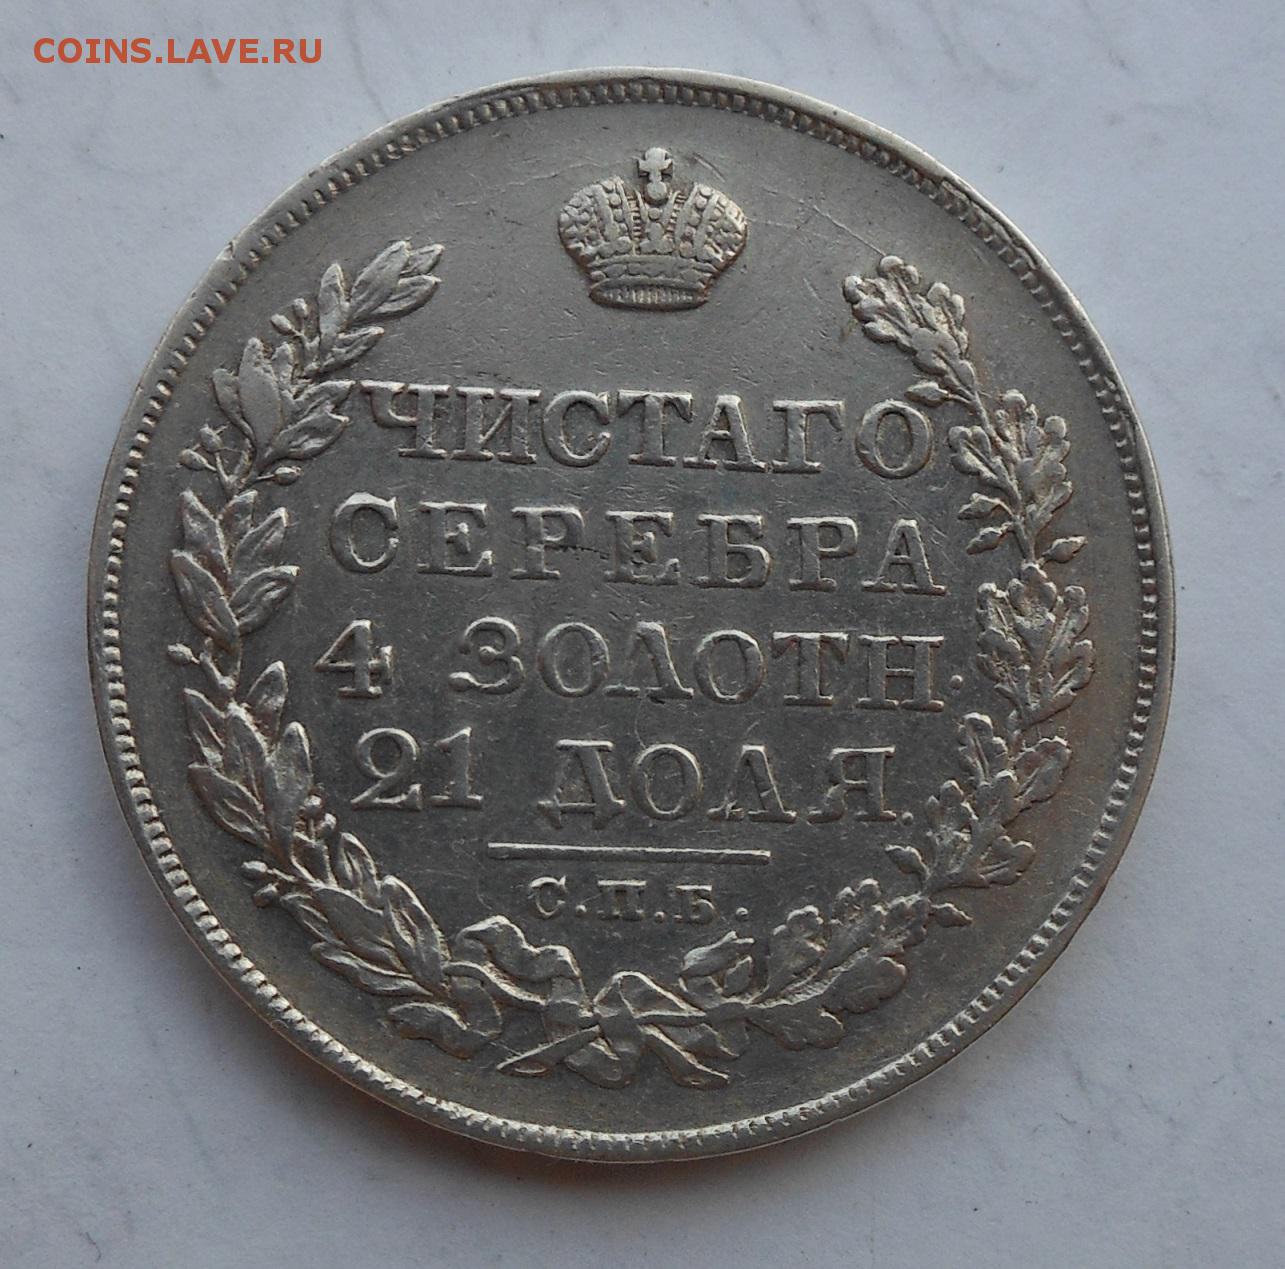 COINS.LAVE.RU
ЧИСТАГО
СЕРЕБРА
4 ЗОЛОТН.
21 ДОЛЯ.
С.П.Б.